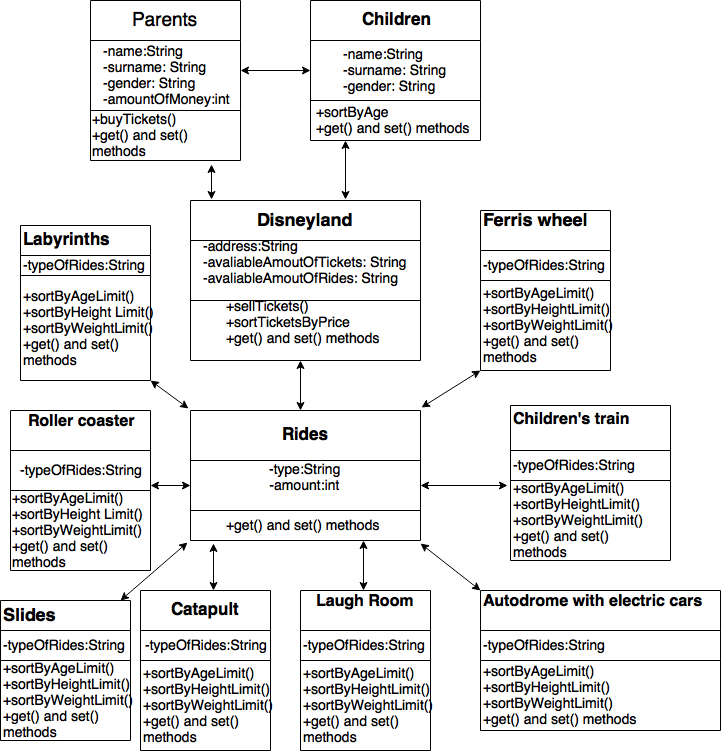 Parents
-name:String
-surname: String
-gender: String
-amountOfMoney:int
+buyTickets()
+get() and set()
methods
Children
-name:String
-surname: String
-gender: String
+sortByAge
+get() and set() methods
Disneyland
-address:String
-avaliableAmoutOfTickets: String
-avaliableAmoutOfRides: String
+sellTickets()
+sortTicketsByPrice
+get() and set() methods
Labyrinths
-typeOfRides:String
+sortByAgeLimit()
+sortByHeight Limit()
+sortByWeightLimit()
+get() and set()
methods
Ferris wheel
-typeOfRides:String
+sortByAgeLimit()
+sortByHeightLimit()
+sortByWeightLimit()
+get() and set()
methods
Roller coaster
-typeOfRides:String
+sortByAgeLimit()
+sortByHeight Limit()
+sortByWeightLimit()
+get() and set()
methods
Rides
-type:String
-amount:int
+get() and set() methods
Children's train
-typeOfRides:String
+sortByAgeLimit()
+sortByHeightLimit()
+sortByWeightLimit()
+get() and set()
methods
Slides
-typeOfRides:String
+sortByAgeLimit()
+sortByHeightLimit()
+sortByWeightLimit()
+get() and set()
methods
Catapult
-typeOfRides:String
+sortByAgeLimit()
+sortByHeightLimit()
+sortByWeightLimit()
+get() and set()
methods
Laugh Room
-typeOfRides:String
+sortByAgeLimit()
+sortByHeightLimit()
+sortByWeightLimit()
+get() and set()
methods
Autodrome with electric cars
-typeOfRides:String
+sortByAgeLimit()
+sortByHeightLimit()
+sortByWeightLimit()
+get() and set() methods